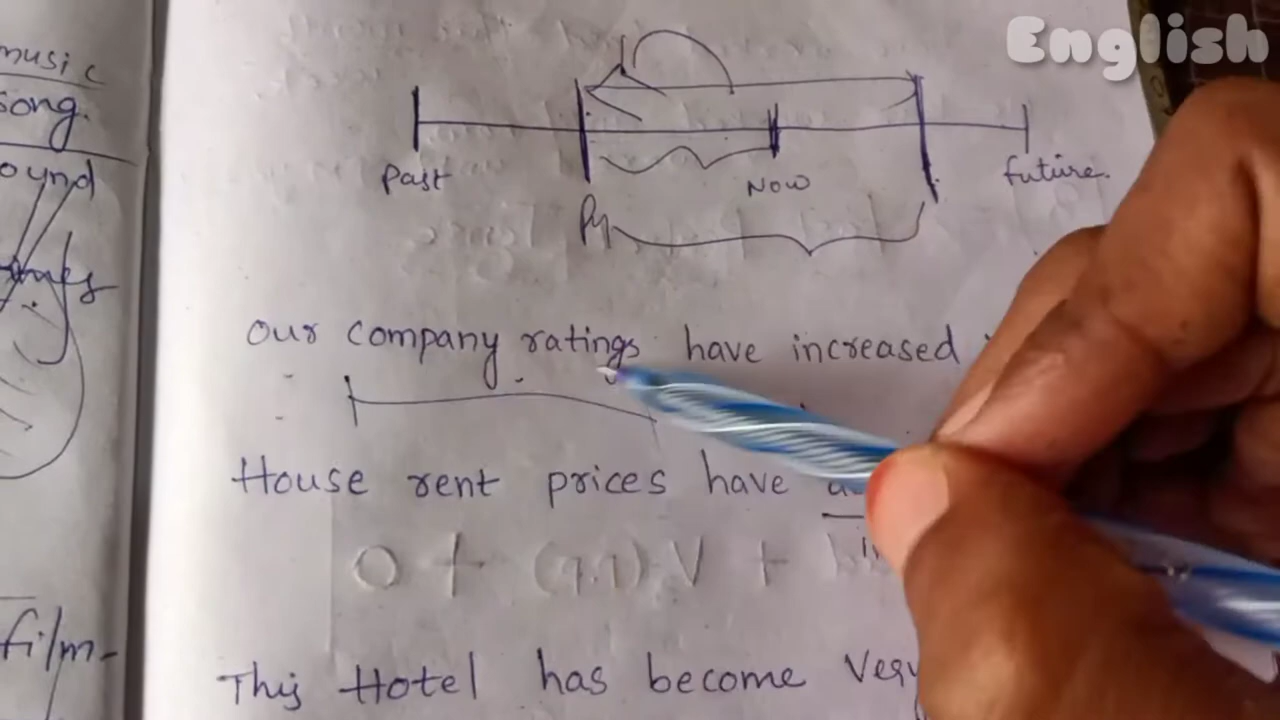 English
music
song
Past
Now
future.
Our company ratings have increased
House rent prices have
This Hotel has become Very
film-